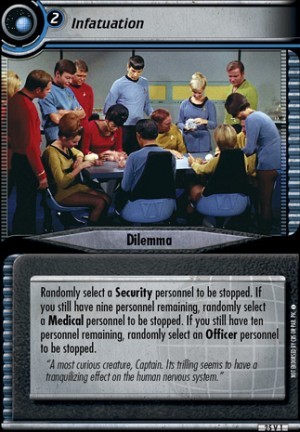 2 Infatuation
Dilemma
Randomly select a Security personnel to be stopped. If
you still have nine personnel remaining, randomly select
a Medical personnel to be stopped. If you still have ten
personnel remaining, randomly select an Officer personnel
to be stopped.
"A most curious creature, Captain. Its trilling seems to have a
tranquilizing effect on the human nervous system."
35 V 1